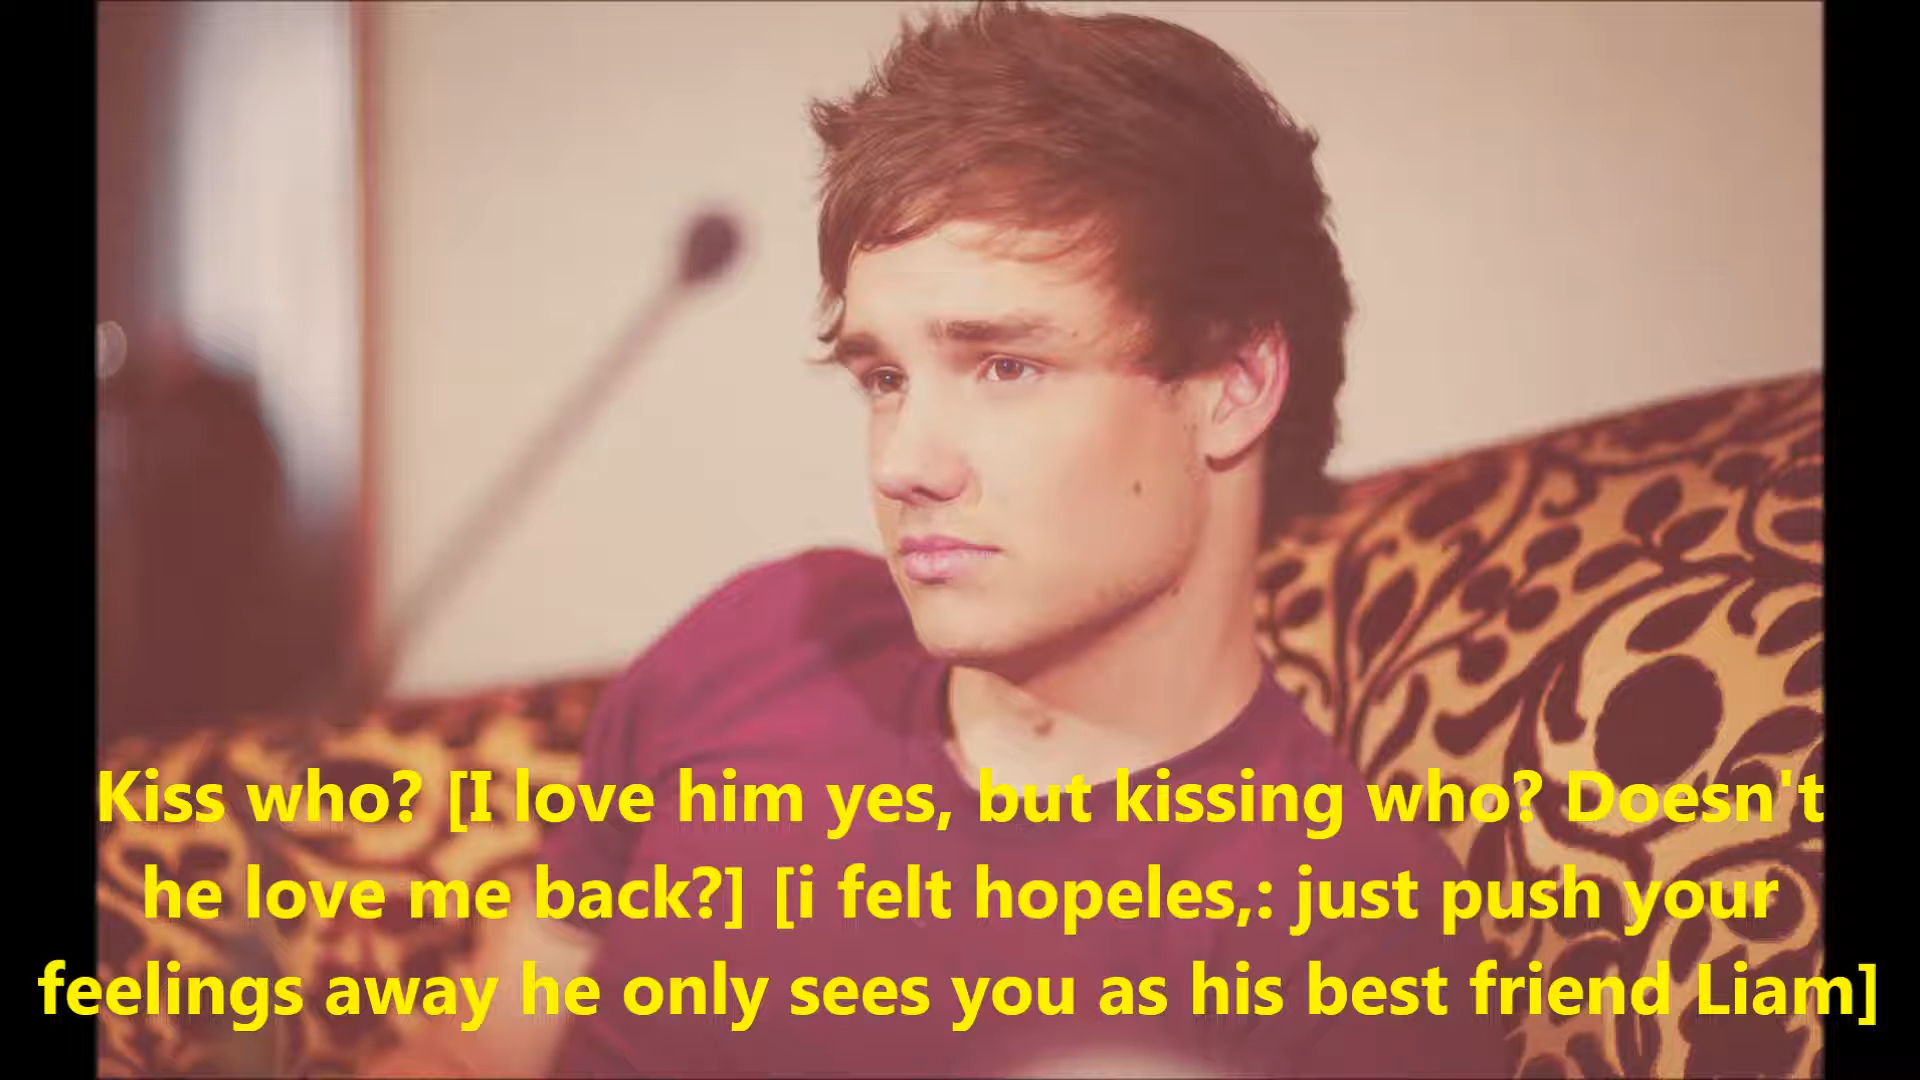 Kiss who? [I love him yes, but kissing who? Doesn't
he love me back?] [i felt hopeles,: just push your
feelings away he only sees you as his best friend Liam]